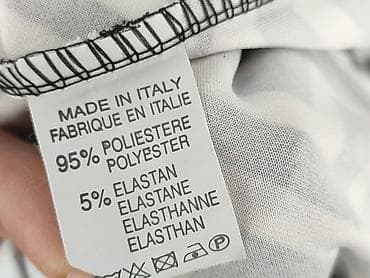 MADE IN ITALY
FABRIQUE EN ITALIE
95% POLIESTERE
POLYESTER
5% ELASTAN
ELASTANE
ELASTHANNE
ELASTHAN
P